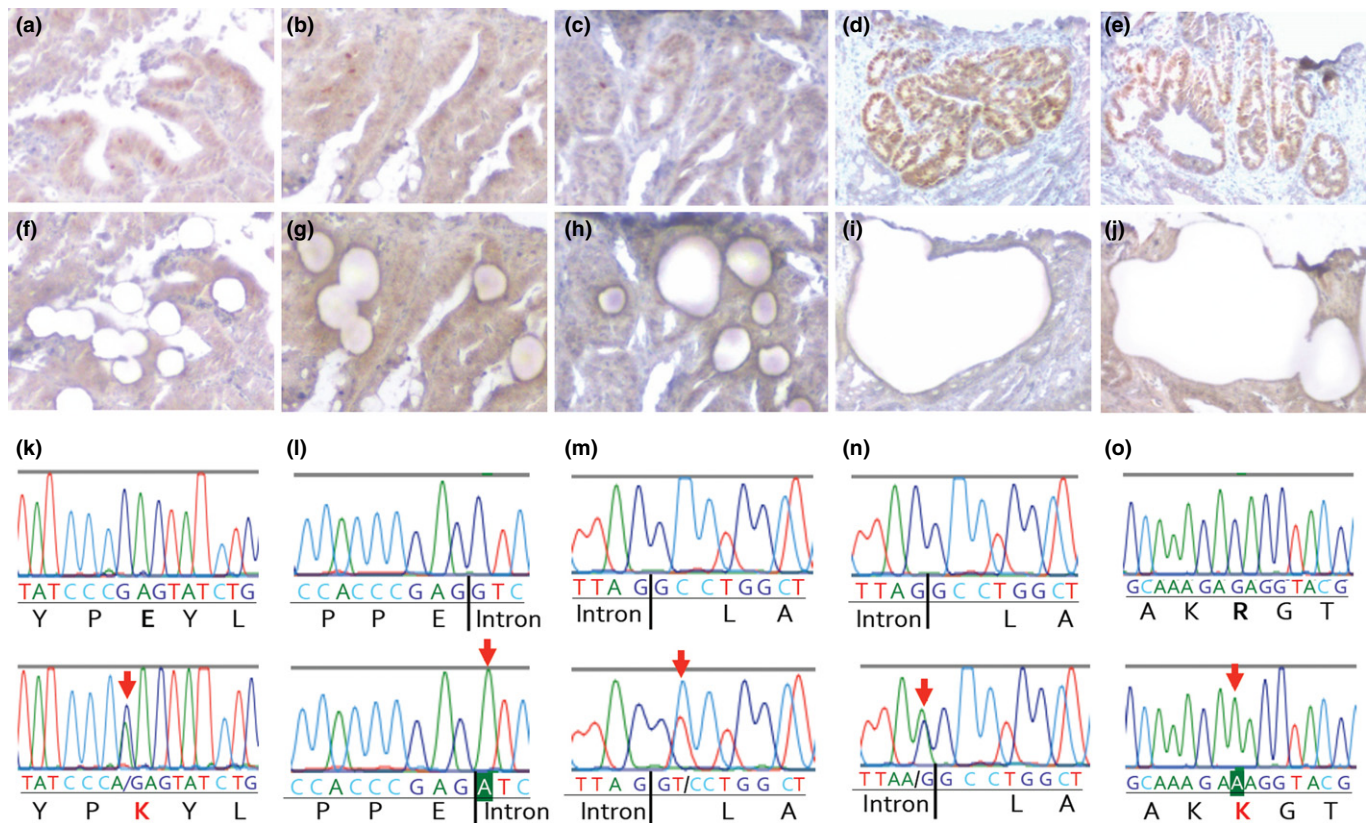 (a) (b) (c) (d) (e)
(f) (g) (h) (i) (j)
(k) (l) (m) (n) (o)
TATCCCGAGTATCTG CCACCCGAGGTC TTAGGCCTGGCT TTAGGCCTGGCT GCAAAGAGAGGTACG
Y P E Y L P P E Intron Intron L A Intron L A A K R G T
TATCCCA/GAGTATCTG CCACCCGAGATC TTAGGT/CCTGGCT TTAA/GGCCTGGCT GCAAAGAAAGGTACG
Y P K Y L P P E Intron Intron L A Intron L A A K K G T